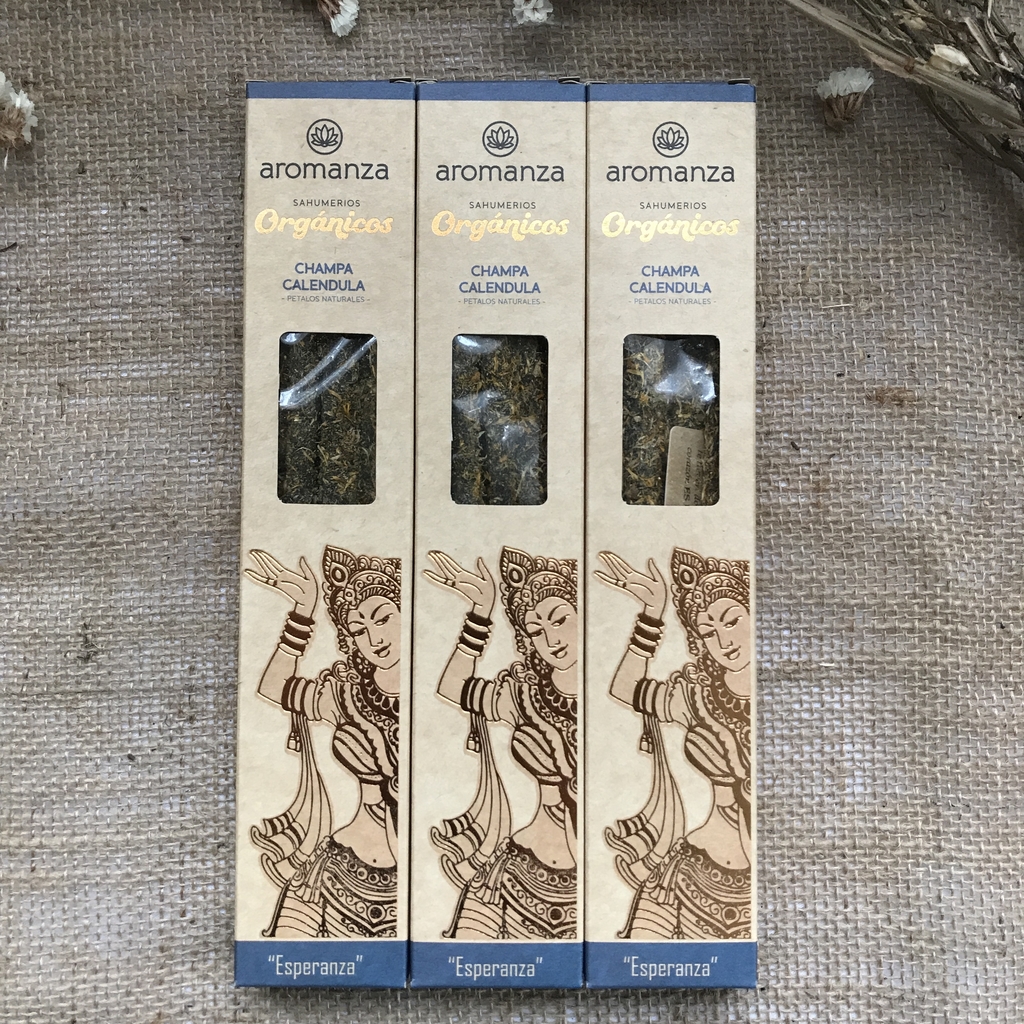 aromanza
SAHUMERIOS
Orgánicos
CHAMPA
CALENDULA
- PETALOS NATURALES -
"Esperanza"
aromanza
SAHUMERIOS
Orgánicos
CHAMPA
CALENDULA
- PETALOS NATURALES -
"Esperanza"
aromanza
SAHUMERIOS
Orgánicos
CHAMPA
CALENDULA
- PETALOS NATURALES -
"Esperanza"